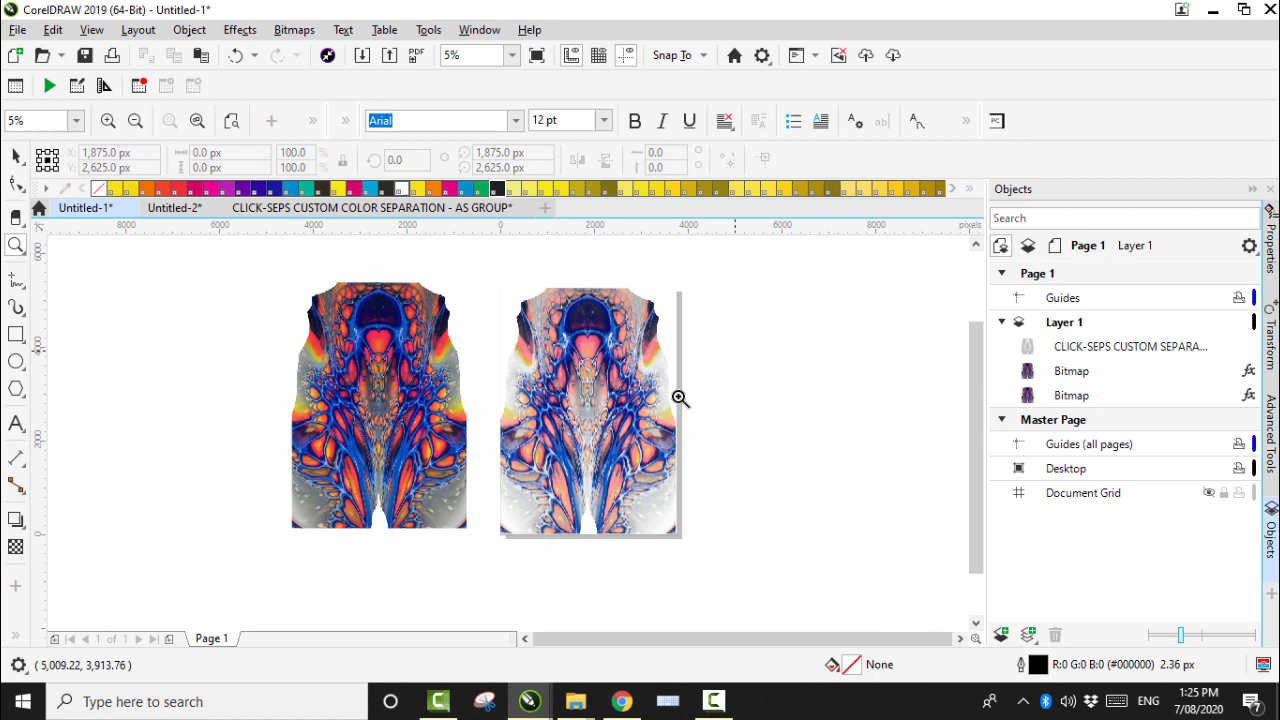 CorelDRAW 2019 (64-Bit) - Untitled-1*
File Edit View Layout Object Effects Bitmaps Text Table Tools Window Help
PDF 5% Snap To
5% Arial 12 pt
X: 1,875.0 px 0.0 px 100.0 % 0.0 1,875.0 px 0.0
Y: 2,625.0 px 0.0 px 100.0 % 2,625.0 px 0.0
Untitled-1* Untitled-2* CLICK-SEPS CUSTOM COLOR SEPARATION - AS GROUP*
8000 6000 4000 2000 0 2000 4000 6000 8000 pixels
6000
4000
2000
0
Objects
Search
Page 1 Layer 1
Page 1
Guides
Layer 1
CLICK-SEPS CUSTOM SEPARA...
Bitmap
Bitmap
Master Page
Guides (all pages)
Desktop
Document Grid
Properties
Transform
Advanced Tools
Objects
1 of 1 Page 1
( 5,009.22, 3,913.76 ) None R:0 G:0 B:0 (#000000) 2.36 px
Type here to search
ENG
1:25 PM
7/08/2020
7